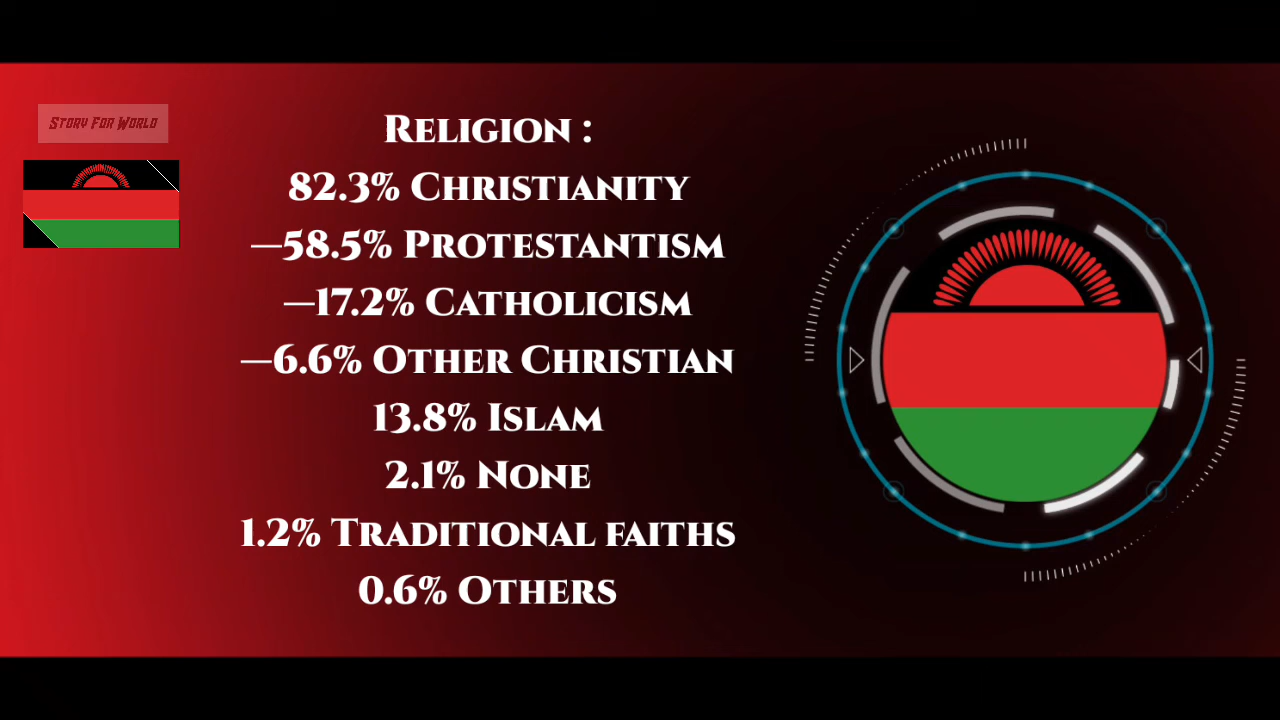 Story For World
Religion :
82.3% Christianity
—58.5% Protestantism
—17.2% Catholicism
—6.6% Other Christian
13.8% Islam
2.1% None
1.2% Traditional faiths
0.6% Others